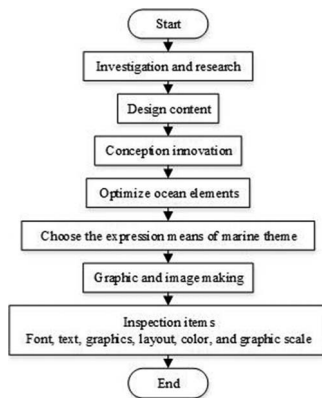 Start
Investigation and research
Design content
Conception innovation
Optimize ocean elements
Choose the expression means of marine theme
Graphic and image making
Inspection items
Font, text, graphics, layout, color, and graphic scale
End